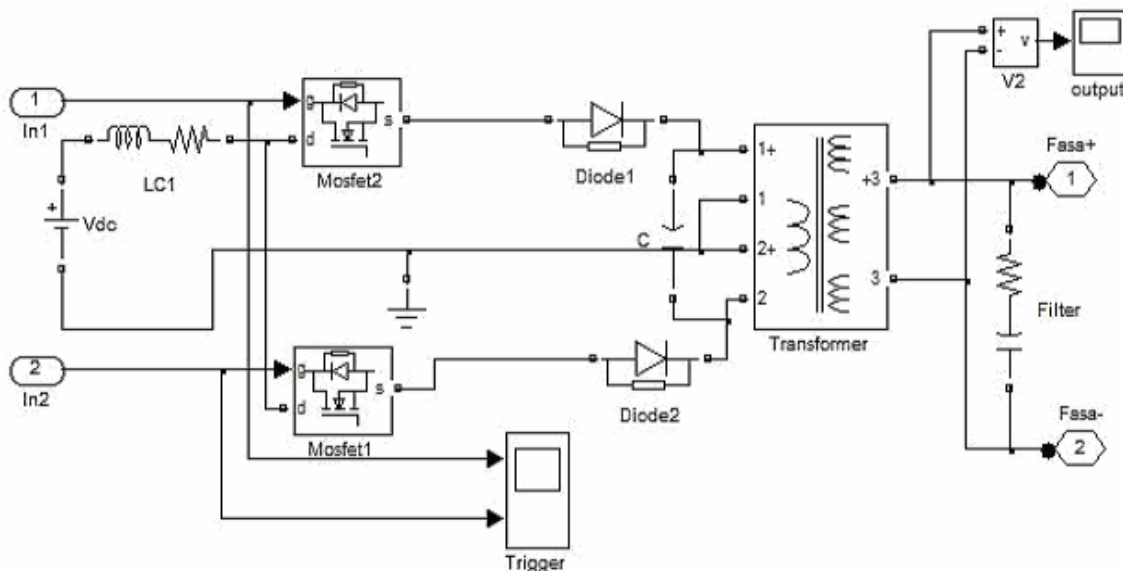 1
In1
LC1
+
Vdc
2
In2
g
d
s
Mosfet2
g
d
s
Mosfet1
Diode1
Diode2
C
1+
1
2+
2
+3
3
Transformer
Trigger
+
-
v
V2
output
Fasa+
1
Filter
Fasa-
2